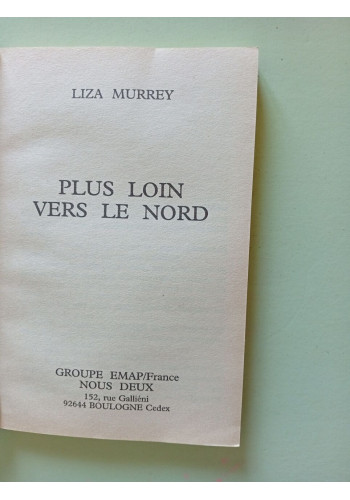 LIZA MURREY
PLUS LOIN
VERS LE NORD
GROUPE EMAP/France
NOUS DEUX
152, rue Galliéni
92644 BOULOGNE Cedex